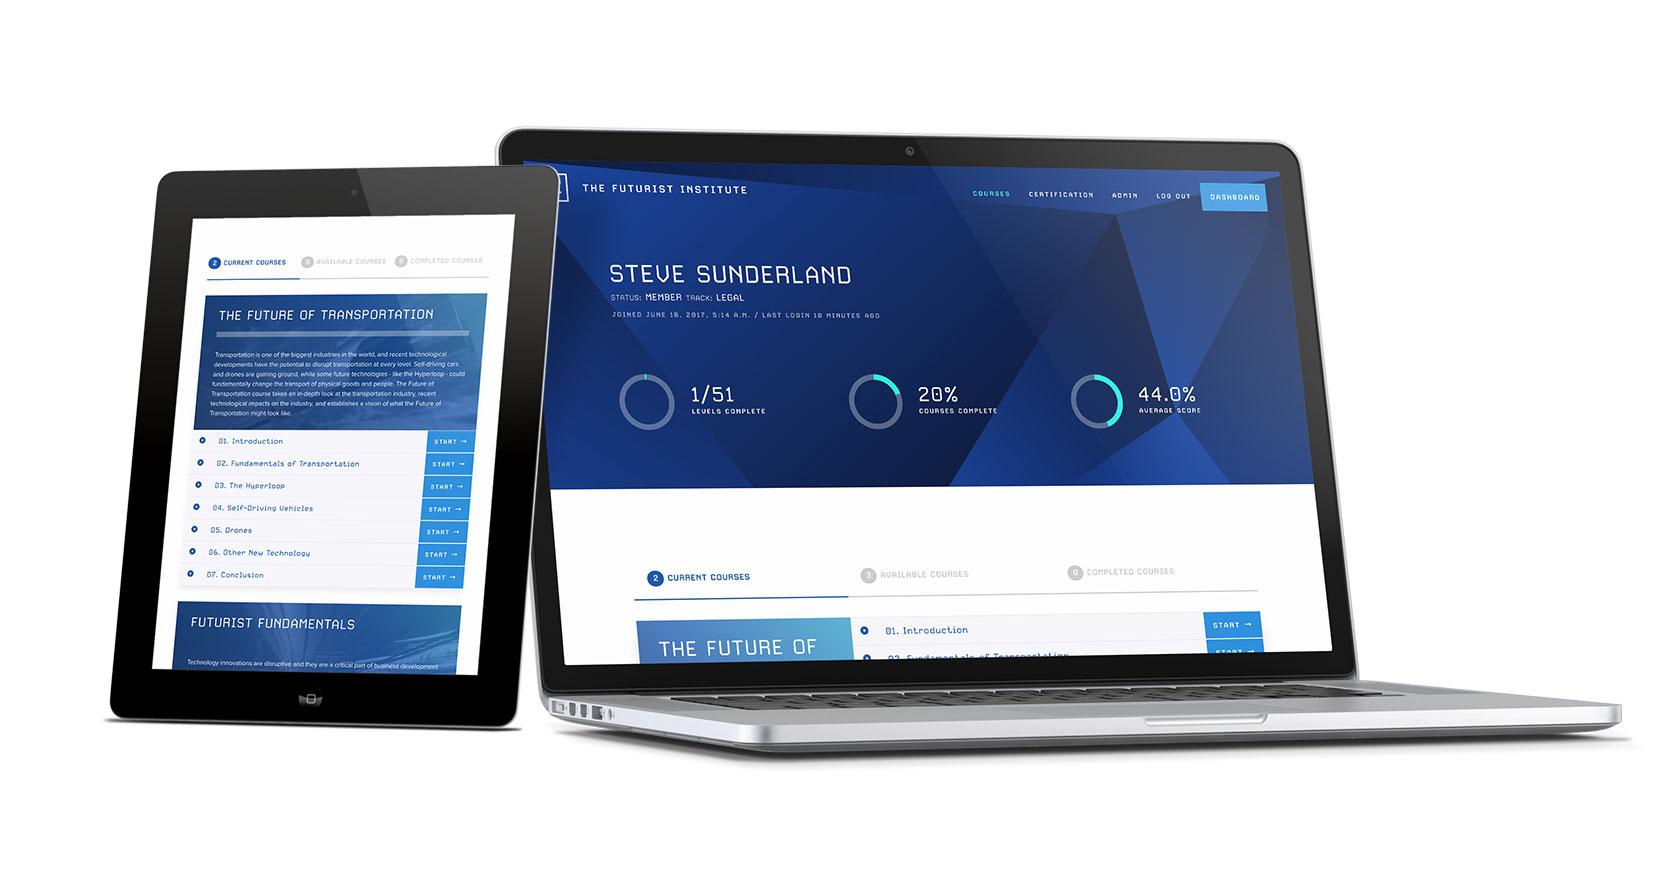 2 CURRENT COURSES
3 AVAILABLE COURSES
0 COMPLETED COURSES
THE FUTURE OF TRANSPORTATION
Transportation is one of the biggest industries in the world, and recent technological
developments have the potential to disrupt transportation at every level. Self-driving cars
and drones are gaining ground, while some future technologies - like the Hyperloop - could
fundamentally change the transport of physical goods and people. The Future of
Transportation course takes an in-depth look at the transportation industry, recent
technological impacts on the industry, and establishes a vision of what the Future of
Transportation might look like.
01. Introduction START →
02. Fundamentals of Transportation START →
03. The Hyperloop START →
04. Self-Driving Vehicles START →
05. Drones START →
06. Other New Technology START →
07. Conclusion START →
FUTURIST FUNDAMENTALS
Technology innovations are disruptive and they are a critical part of business development
THE FUTURIST INSTITUTE
COURSES CERTIFICATION ADMIN LOG OUT DASHBOARD
STEVE SUNDERLAND
STATUS: MEMBER TRACK: LEGAL
JOINED JUNE 16, 2017, 5:14 A.M. / LAST LOGIN 10 MINUTES AGO
1/51
LEVELS COMPLETE
20%
COURSES COMPLETE
44.0%
AVERAGE SCORE
2 CURRENT COURSES
3 AVAILABLE COURSES
0 COMPLETED COURSES
THE FUTURE OF
01. Introduction START →
02. Fundamentals of Transportation START →